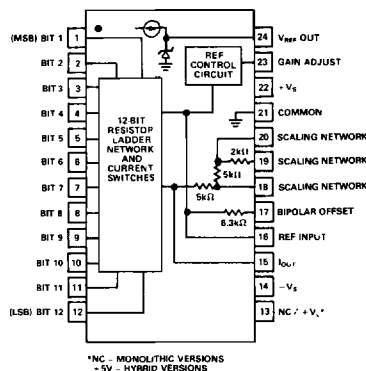 (MSB) BIT 1 1
BIT 2 2
BIT 3 3
BIT 4 4
BIT 5 5
BIT 6 6
BIT 7 7
BIT 8 8
BIT 9 9
BIT 10 10
BIT 11 11
(LSB) BIT 12 12
12-BIT
RESISTOP
LADDER
NETWORK
AND
CURRENT
SWITCHES
REF
CONTROL
CIRCUIT
2kΩ
5kΩ
5kΩ
6.3kΩ
24 VREF OUT
23 GAIN ADJUST
22 +VS
21 COMMON
20 SCALING NETWORK
19 SCALING NETWORK
18 SCALING NETWORK
17 BIPOLAR OFFSET
16 REF INPUT
15 IOUT
14 -VS
13 NC / +VL*
*NC – MONOLITHIC VERSIONS
+5V – HYBRID VERSIONS